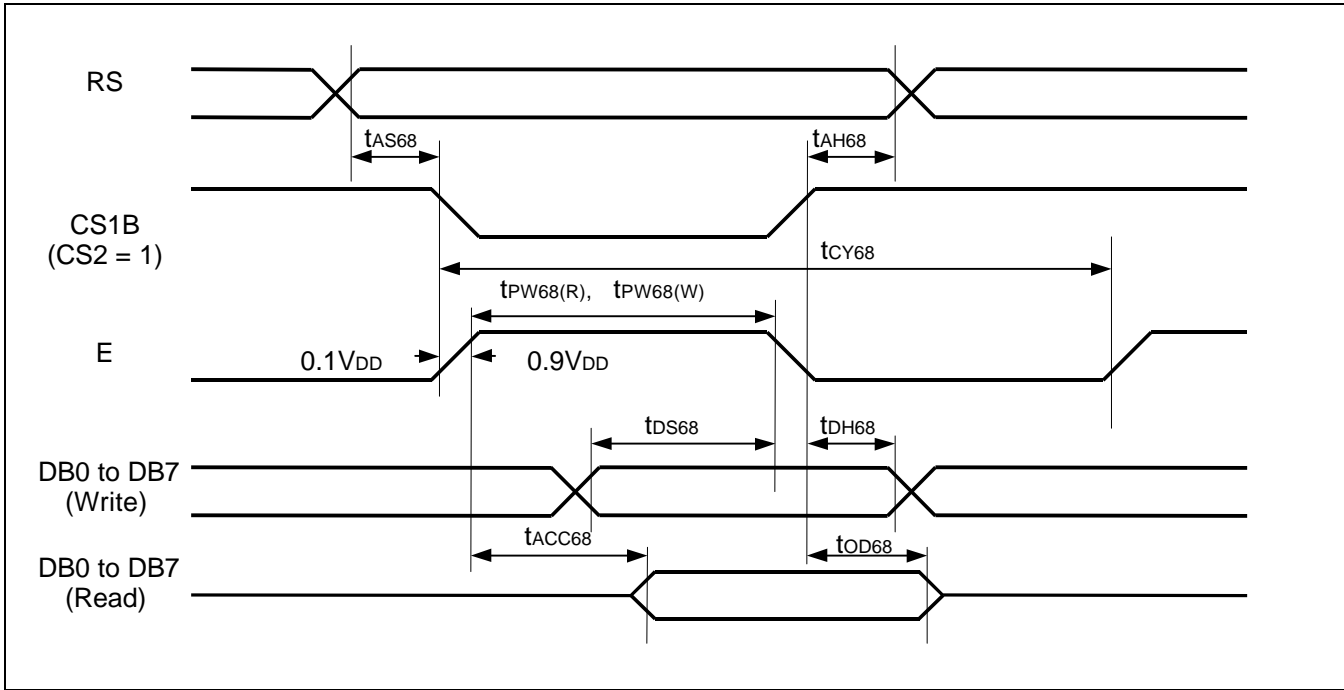 RS
tAS68
tAH68
CS1B
(CS2 = 1)
tCY68
tPW68(R), tPW68(W)
E
0.1VDD
0.9VDD
tDS68
tDH68
DB0 to DB7
(Write)
tACC68
tOD68
DB0 to DB7
(Read)